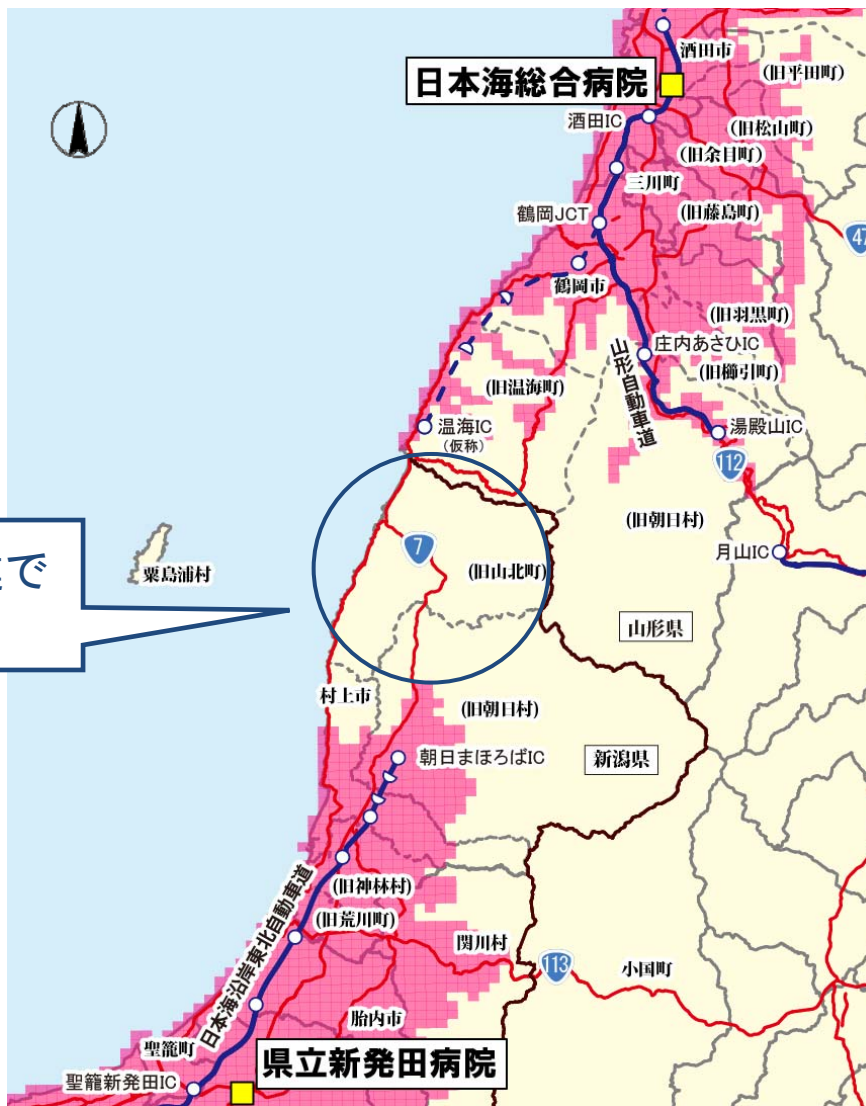 酒田市
(旧平田町)
日本海総合病院
酒田IC
(旧松山町)
(旧余目町)
三川町
鶴岡JCT
(旧藤島町)
47
鶴岡市
(旧羽黒町)
庄内あさひIC
(旧櫛引町)
山形自動車道
(旧温海町)
湯殿山IC
温海IC
(仮称)
112
(旧朝日村)
月山IC
7
(旧山北町)
粟島浦村
で
山形県
村上市
(旧朝日村)
新潟県
朝日まほろばIC
(旧神林村)
(旧荒川町)
日本海沿岸東北自動車道
関川村
113
小国町
胎内市
聖籠町
県立新発田病院
聖籠新発田IC